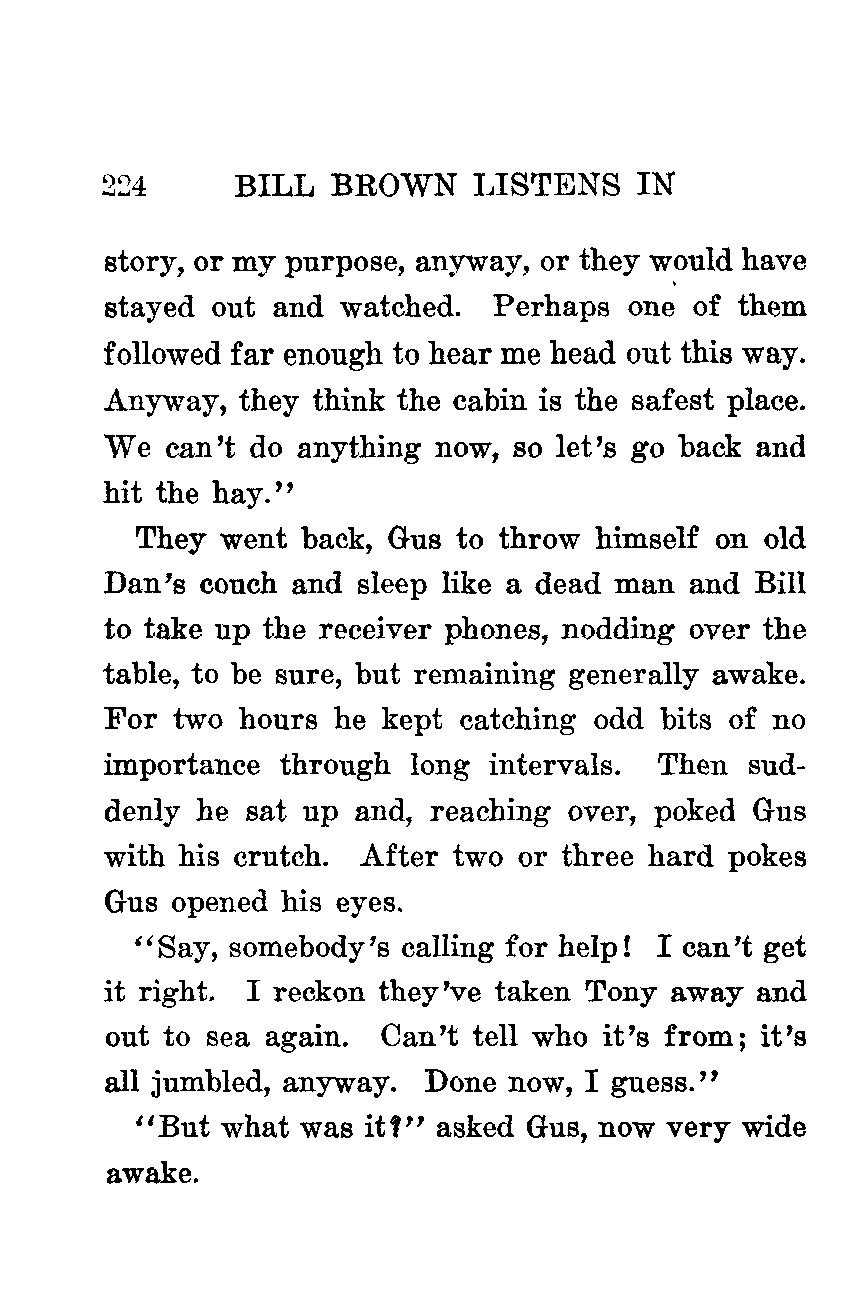 224 BILL BROWN LISTENS IN
story, or my purpose, anyway, or they would have
stayed out and watched. Perhaps one of them
followed far enough to hear me head out this way.
Anyway, they think the cabin is the safest place.
We can't do anything now, so let's go back and
hit the hay."
They went back, Gus to throw himself on old
Dan's couch and sleep like a dead man and Bill
to take up the receiver phones, nodding over the
table, to be sure, but remaining generally awake.
For two hours he kept catching odd bits of no
importance through long intervals. Then sud-
denly he sat up and, reaching over, poked Gus
with his crutch. After two or three hard pokes
Gus opened his eyes.
"Say, somebody's calling for help! I can't get
it right. I reckon they've taken Tony away and
out to sea again. Can't tell who it's from; it's
all jumbled, anyway. Done now, I guess."
"But what was it?" asked Gus, now very wide
awake.